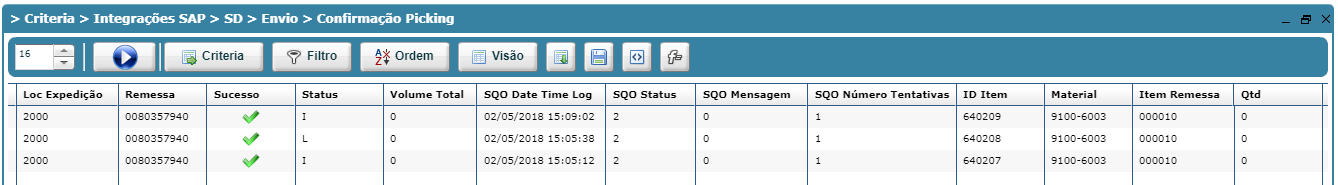 > Criteria > Integrações SAP > SD > Envio > Confirmação Picking
16 Criteria Filtro Ordem Visão
Loc Expedição Remessa Sucesso Status Volume Total SQO Date Time Log SQO Status SQO Mensagem SQO Número Tentativas ID Item Material Item Remessa Qtd
2000 0080357940 I 0 02/05/2018 15:09:02 2 0 1 640209 9100-6003 000010 0
2000 0080357940 L 0 02/05/2018 15:05:38 2 0 1 640208 9100-6003 000010 0
2000 0080357940 I 0 02/05/2018 15:05:12 2 0 1 640207 9100-6003 000010 0